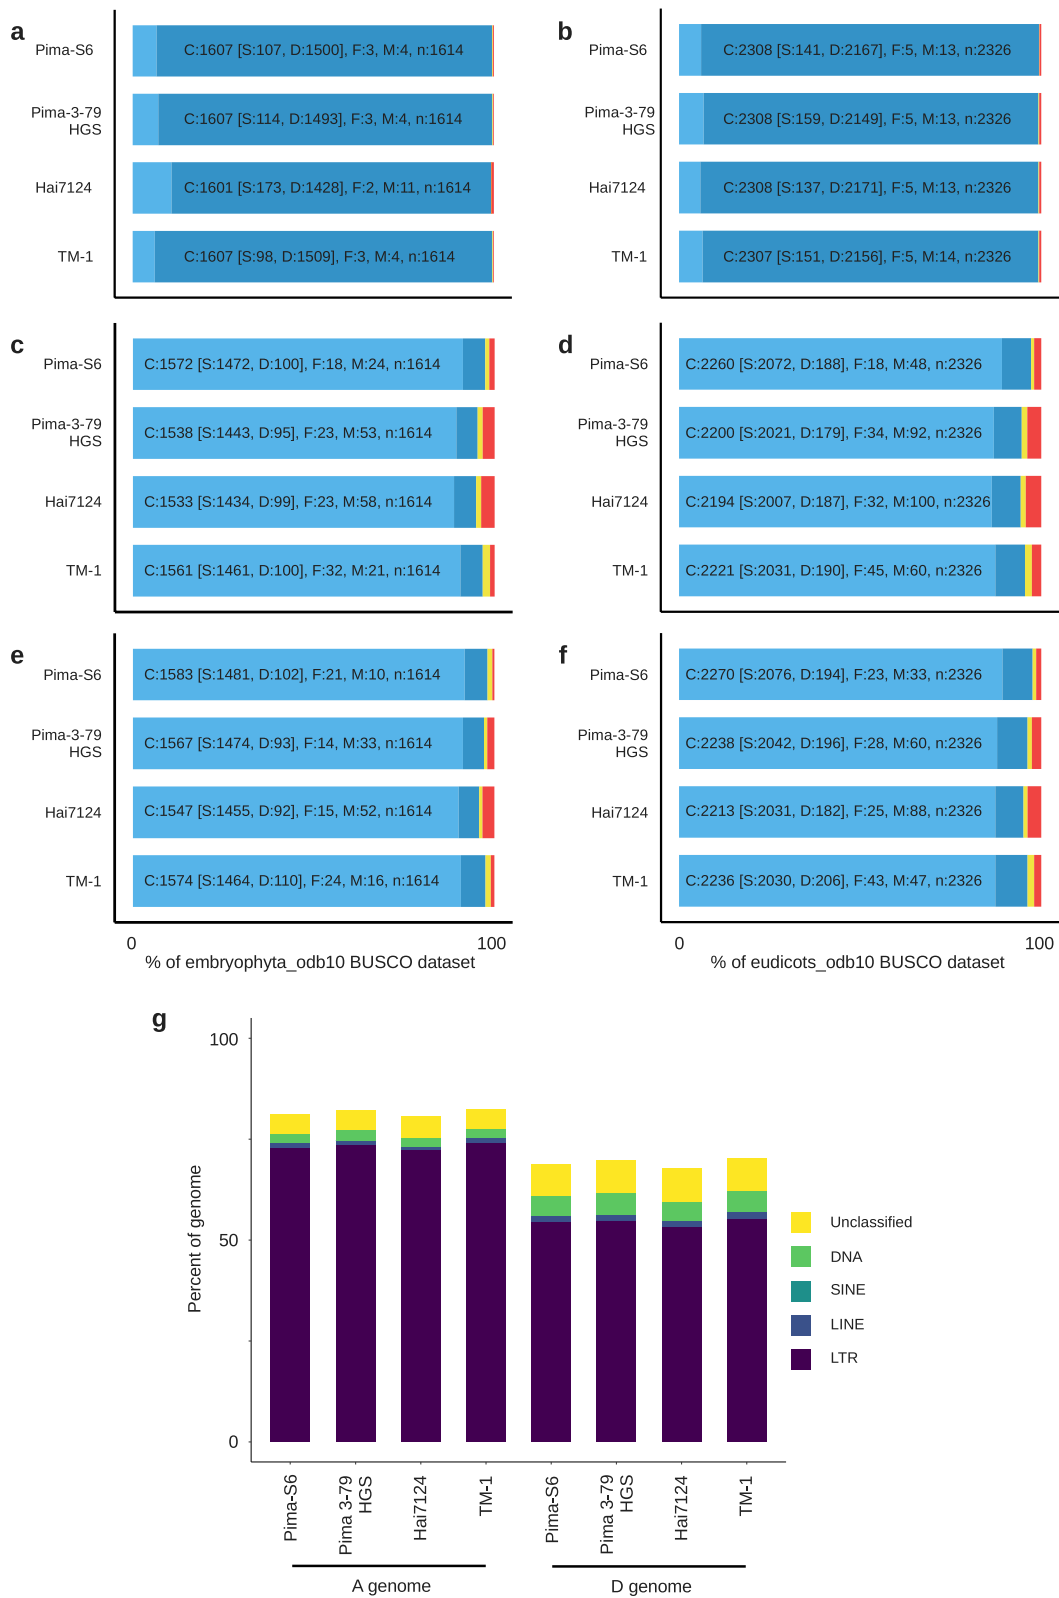 a
Pima-S6
C:1607 [S:107, D:1500], F:3, M:4, n:1614
Pima-3-79
HGS
C:1607 [S:114, D:1493], F:3, M:4, n:1614
Hai7124
C:1601 [S:173, D:1428], F:2, M:11, n:1614
TM-1
C:1607 [S:98, D:1509], F:3, M:4, n:1614
b
Pima-S6
C:2308 [S:141, D:2167], F:5, M:13, n:2326
Pima-3-79
HGS
C:2308 [S:159, D:2149], F:5, M:13, n:2326
Hai7124
C:2308 [S:137, D:2171], F:5, M:13, n:2326
TM-1
C:2307 [S:151, D:2156], F:5, M:14, n:2326
c
Pima-S6
C:1572 [S:1472, D:100], F:18, M:24, n:1614
Pima-3-79
HGS
C:1538 [S:1443, D:95], F:23, M:53, n:1614
Hai7124
C:1533 [S:1434, D:99], F:23, M:58, n:1614
TM-1
C:1561 [S:1461, D:100], F:32, M:21, n:1614
d
Pima-S6
C:2260 [S:2072, D:188], F:18, M:48, n:2326
Pima-3-79
HGS
C:2200 [S:2021, D:179], F:34, M:92, n:2326
Hai7124
C:2194 [S:2007, D:187], F:32, M:100, n:2326
TM-1
C:2221 [S:2031, D:190], F:45, M:60, n:2326
e
Pima-S6
C:1583 [S:1481, D:102], F:21, M:10, n:1614
Pima-3-79
HGS
C:1567 [S:1474, D:93], F:14, M:33, n:1614
Hai7124
C:1547 [S:1455, D:92], F:15, M:52, n:1614
TM-1
C:1574 [S:1464, D:110], F:24, M:16, n:1614
0
100
% of embryophyta_odb10 BUSCO dataset
f
Pima-S6
C:2270 [S:2076, D:194], F:23, M:33, n:2326
Pima-3-79
HGS
C:2238 [S:2042, D:196], F:28, M:60, n:2326
Hai7124
C:2213 [S:2031, D:182], F:25, M:88, n:2326
TM-1
C:2236 [S:2030, D:206], F:43, M:47, n:2326
0
100
% of eudicots_odb10 BUSCO dataset
g
100
50
0
Percent of genome
Unclassified
DNA
SINE
LINE
LTR
Pima-S6
Pima 3-79
HGS
Hai7124
TM-1
Pima-S6
Pima 3-79
HGS
Hai7124
TM-1
A genome
D genome